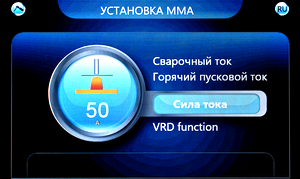 УСТАНОВКА ММА
RU
Сварочный ток
Горячий пусковой ток
50
A
Сила тока
VRD function